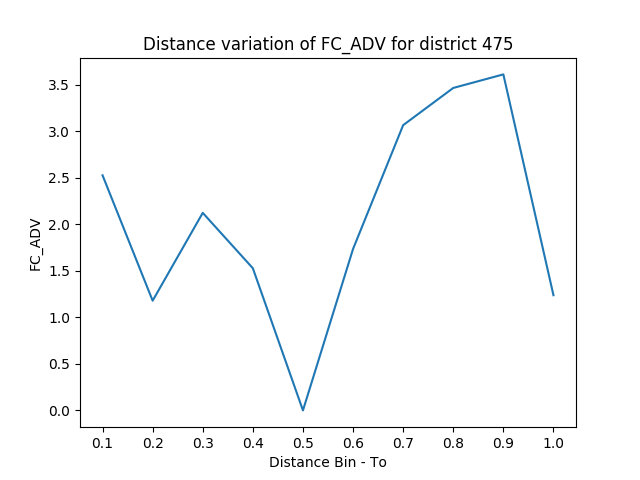 Distance variation of FC_ADV for district 475
3.5
3.0
2.5
2.0
1.5
1.0
0.5
0.0
FC_ADV
0.1 0.2 0.3 0.4 0.5 0.6 0.7 0.8 0.9 1.0
Distance Bin - To